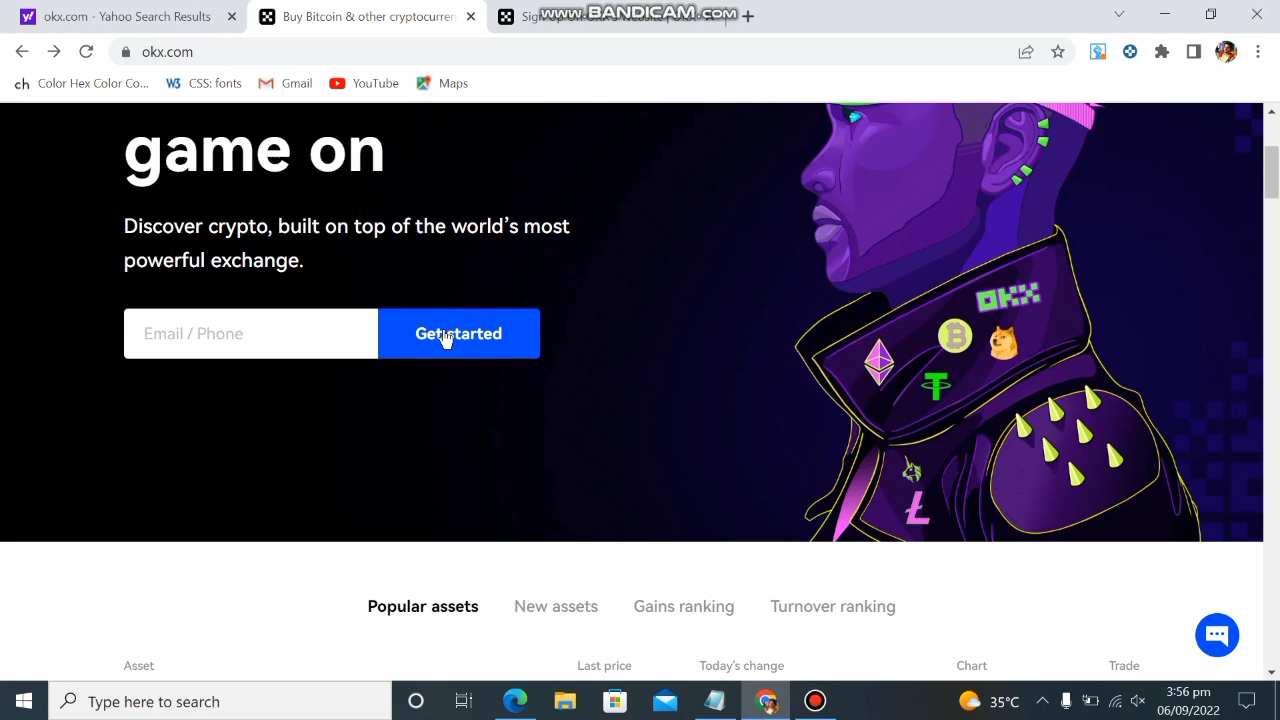 okx.com - Yahoo Search Results
Buy Bitcoin & other cryptocurren
www.BANDICAM.com
okx.com
ch Color Hex Color Co...
W3 CSS: fonts
Gmail
YouTube
Maps
game on
Discover crypto, built on top of the world's most
powerful exchange.
Email / Phone
Get started
OKX
Popular assets
New assets
Gains ranking
Turnover ranking
Asset
Last price
Today's change
Chart
Trade
Type here to search
35°C
3:56 pm
06/09/2022